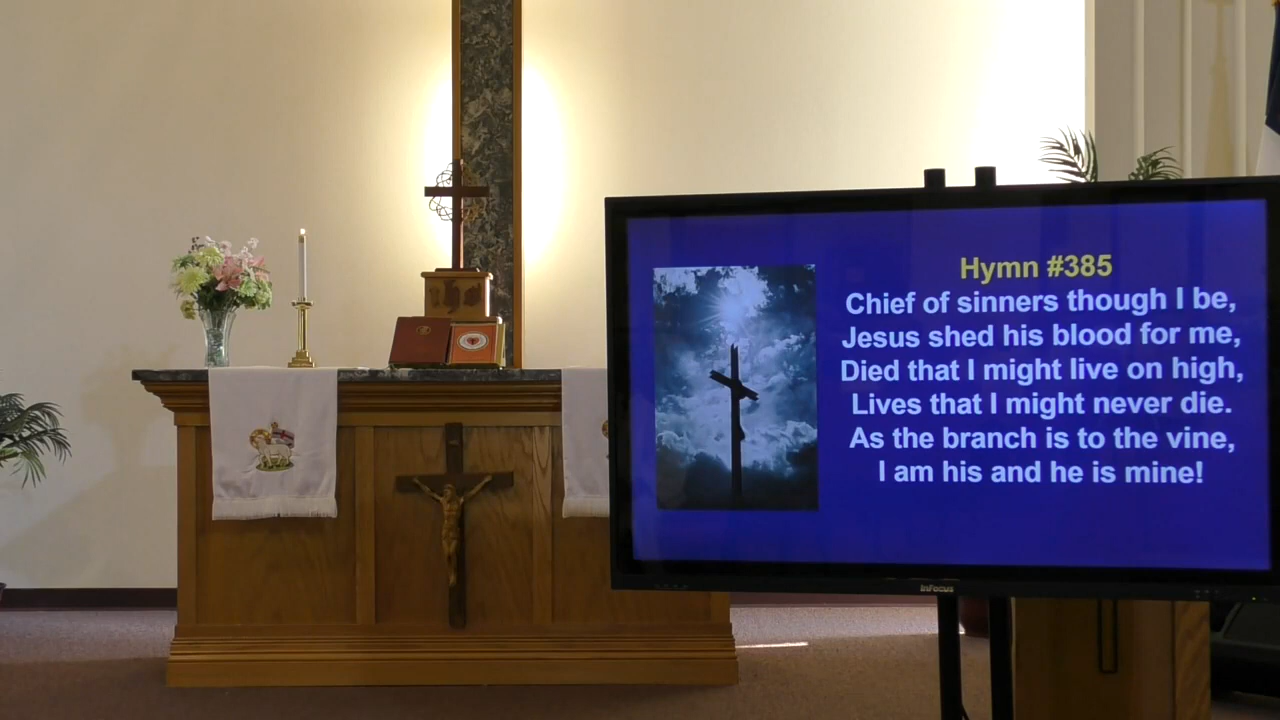 ihs
Hymn #385
Chief of sinners though I be,
Jesus shed his blood for me,
Died that I might live on high,
Lives that I might never die.
As the branch is to the vine,
I am his and he is mine!
InFocus